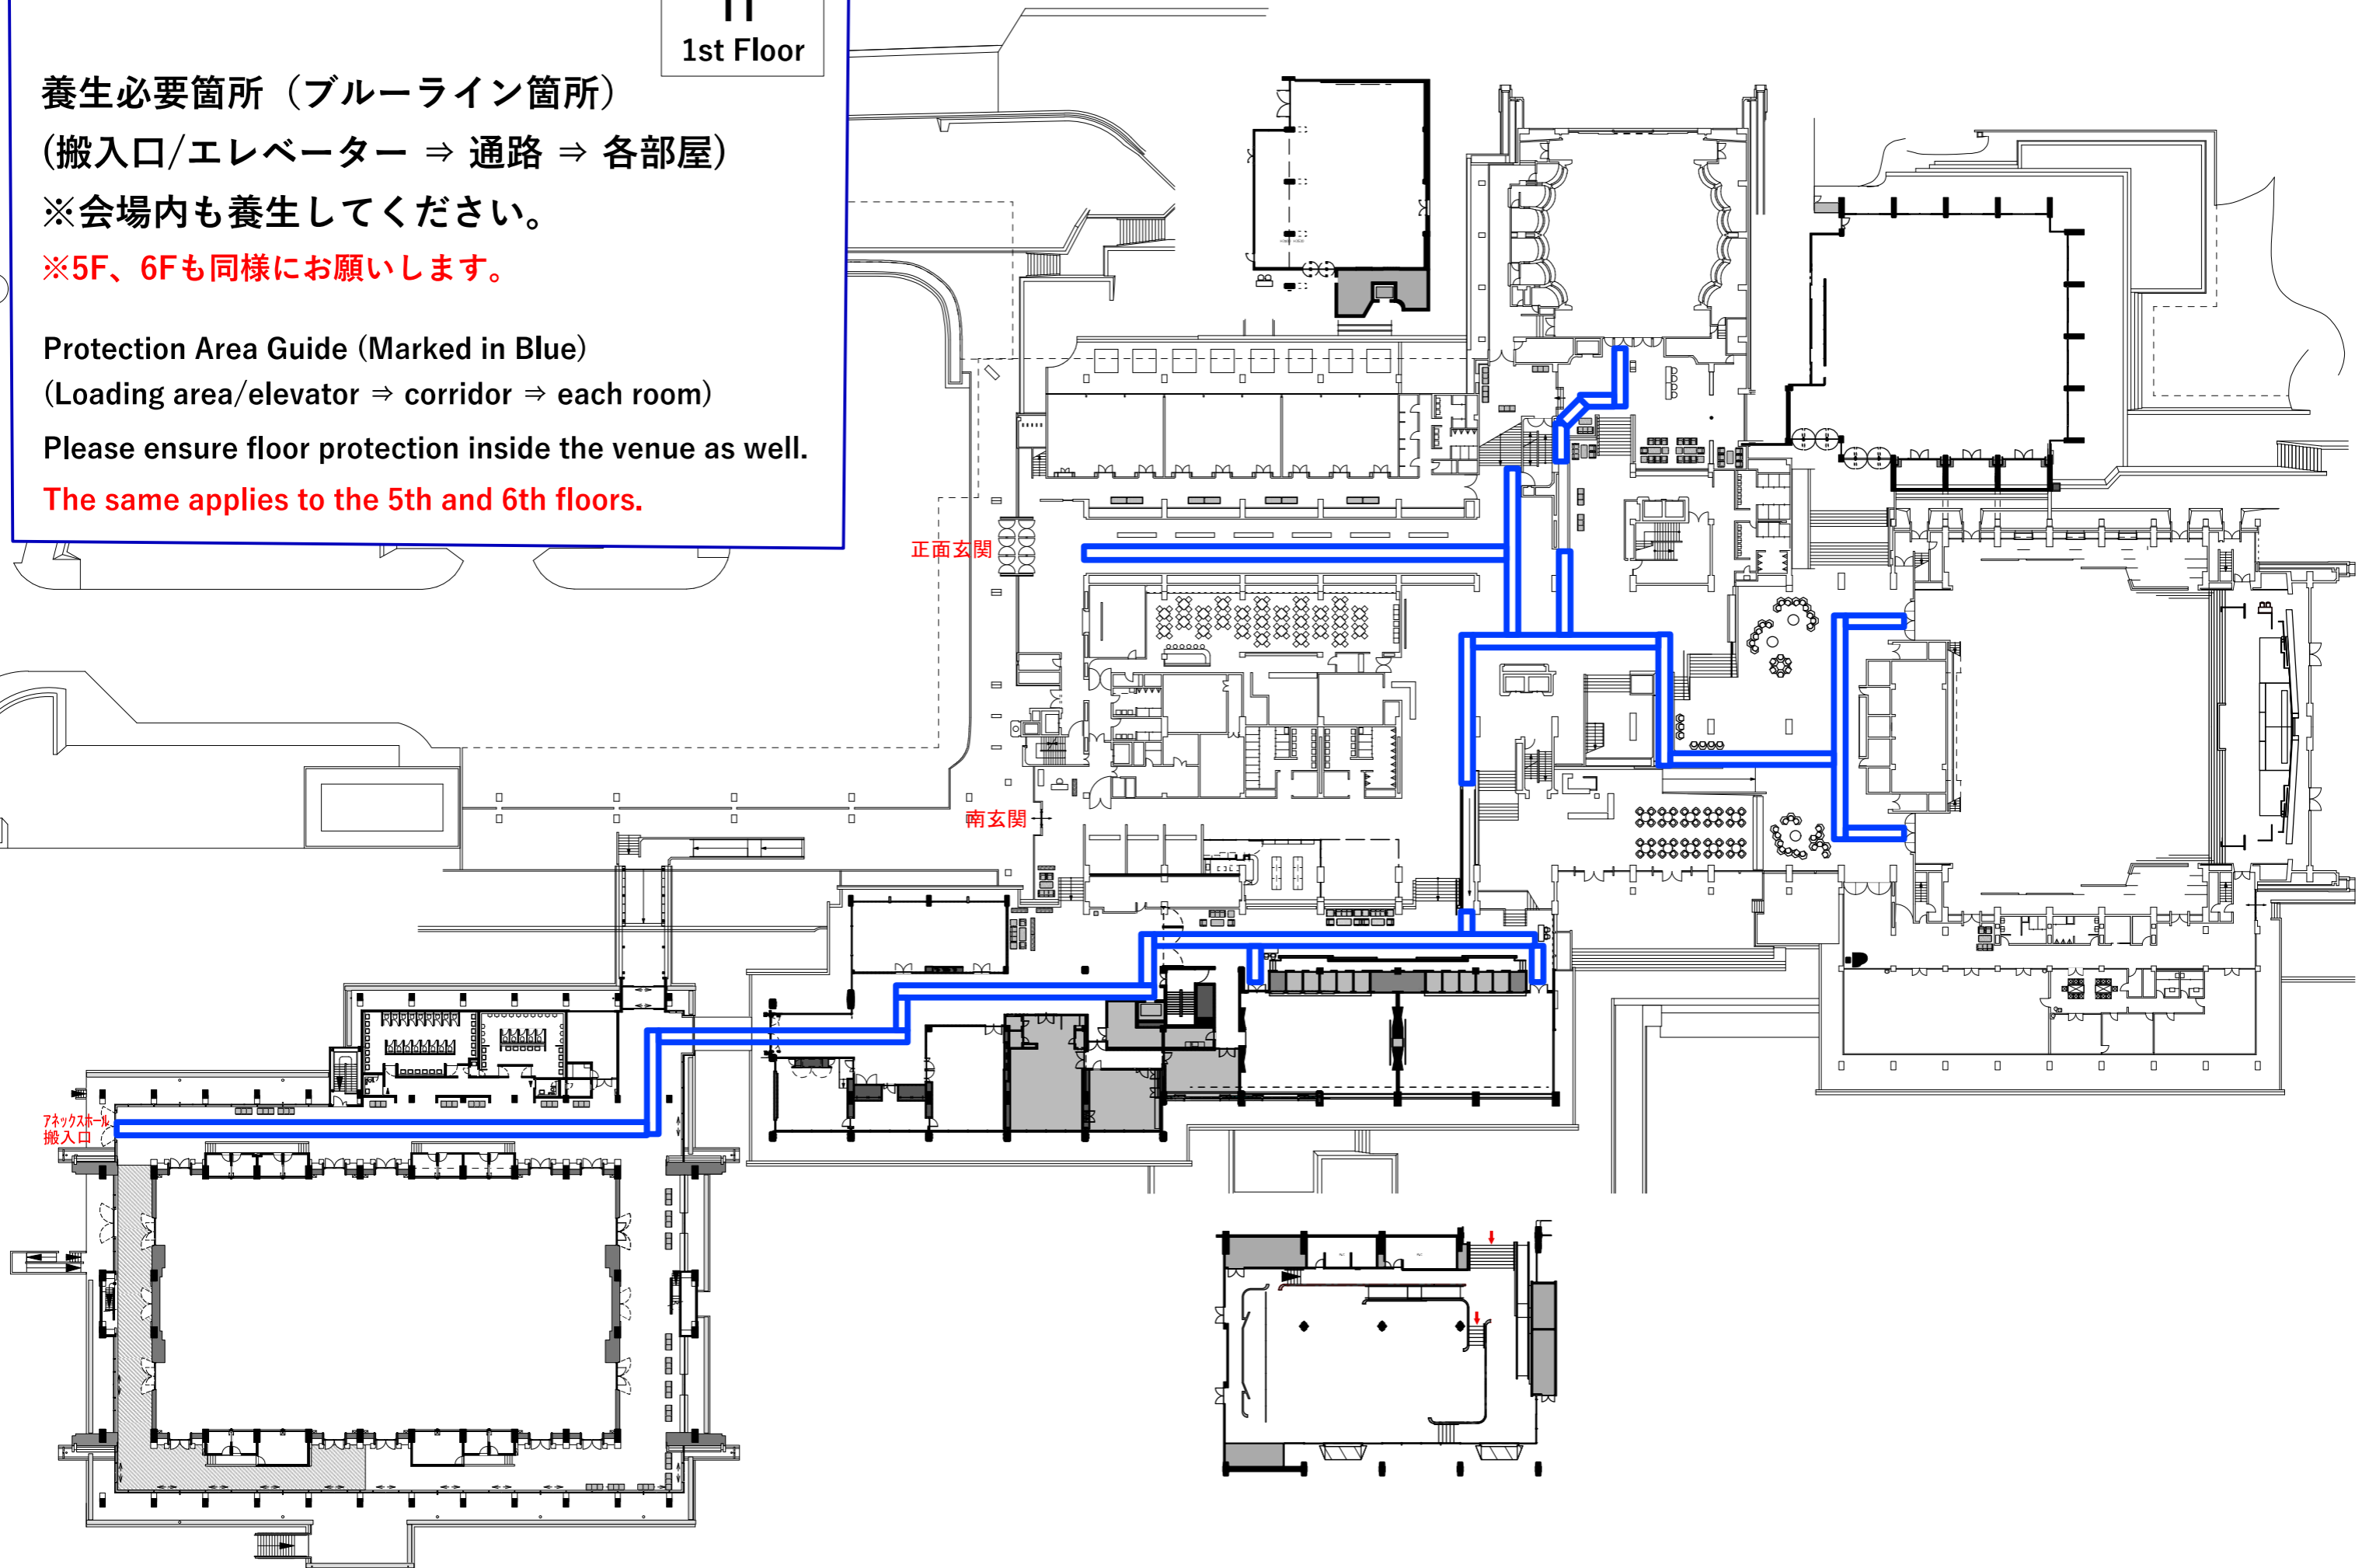 1st Floor
養生必要箇所（ブルーライン箇所）
(搬入口/エレベーター ⇒ 通路 ⇒ 各部屋)
※会場内も養生してください。
※5F、6Fも同様にお願いします。
Protection Area Guide (Marked in Blue)
(Loading area/elevator ⇒ corridor ⇒ each room)
Please ensure floor protection inside the venue as well.
The same applies to the 5th and 6th floors.
正面玄関
南玄関
アネックスホール
搬入口